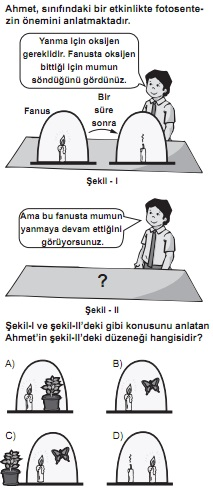 Ahmet, sınıfındaki bir etkinlikte fotosente-
zin önemini anlatmaktadır.
Yanma için oksijen
gereklidir. Fanusta oksijen
bittiği için mumun
söndüğünü gördünüz.
Fanus
Bir
süre
sonra
Şekil - I
Ama bu fanusta mumun
yanmaya devam ettiğini
görüyorsunuz.
?
Şekil - II
Şekil-I ve şekil-II'deki gibi konusunu anlatan
Ahmet'in şekil-II'deki düzeneği hangisidir?
A)
B)
C)
D)